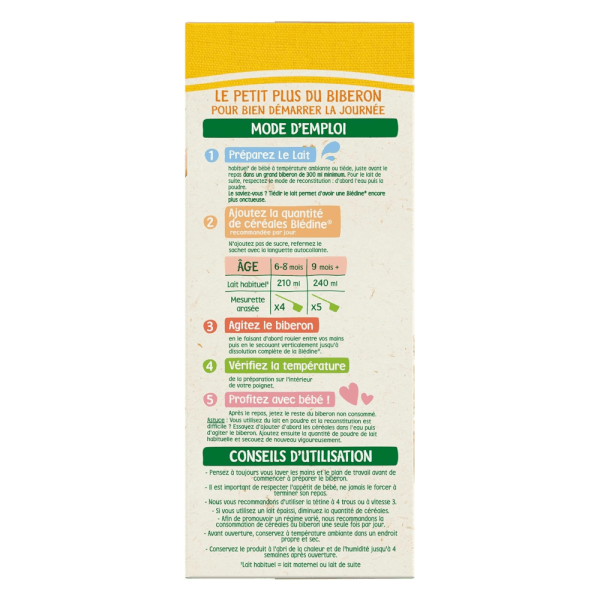 LE PETIT PLUS DU BIBERON
POUR BIEN DÉMARRER LA JOURNÉE
MODE D'EMPLOI
1 Préparez Le Lait
habituel* de bébé à température ambiante ou tiède, juste avant le
repas dans un grand biberon de 300 ml minimum. Pour le lait de
suite, respectez le mode de reconstitution : d'abord l'eau puis la
poudre.
Le saviez-vous ? Tiédir le lait permet d'avoir une Blédine® encore
plus onctueuse.
2 Ajoutez la quantité
de céréales Blédine®
recommandée par jour
N'ajoutez pas de sucre, refermez le
sachet avec la languette autocollante.
ÂGE 6-8 mois 9 mois +
Lait habituel* 210 ml 240 ml
Mesurette
arasée x4 x5
3 Agitez le biberon
en le faisant d'abord rouler entre vos mains
puis en le secouant verticalement jusqu'à
dissolution complète de la Blédine®.
4 Vérifiez la température
de la préparation sur l'intérieur
de votre poignet.
5 Profitez avec bébé !
Après le repas, jetez le reste du biberon non consommé.
Astuce : Vous utilisez du lait en poudre et la reconstitution est
difficile ? Essayez d'ajouter d'abord les céréales dans l'eau puis
d'agiter le biberon. Ajoutez ensuite la quantité de poudre de lait
habituelle et secouez de nouveau vigoureusement.
CONSEILS D'UTILISATION
- Pensez à toujours vous laver les mains et le plan de travail avant de
commencer à préparer le biberon.
- Il est important de respecter l'appétit de bébé, ne jamais le forcer à
terminer son repas.
- Nous vous recommandons d'utiliser la tétine à 4 trous ou à vitesse 3.
- Si vous utilisez un lait épaissi, diminuez la quantité de céréales.
- Afin de promouvoir un régime varié, nous vous recommandons la
consommation de céréales au biberon une seule fois par jour.
- Avant ouverture, conservez à température ambiante dans un endroit
propre et sec.
- Conservez le produit à l'abri de la chaleur et de l'humidité jusqu'à 4
semaines après ouverture.
*Lait habituel = lait maternel ou lait de suite